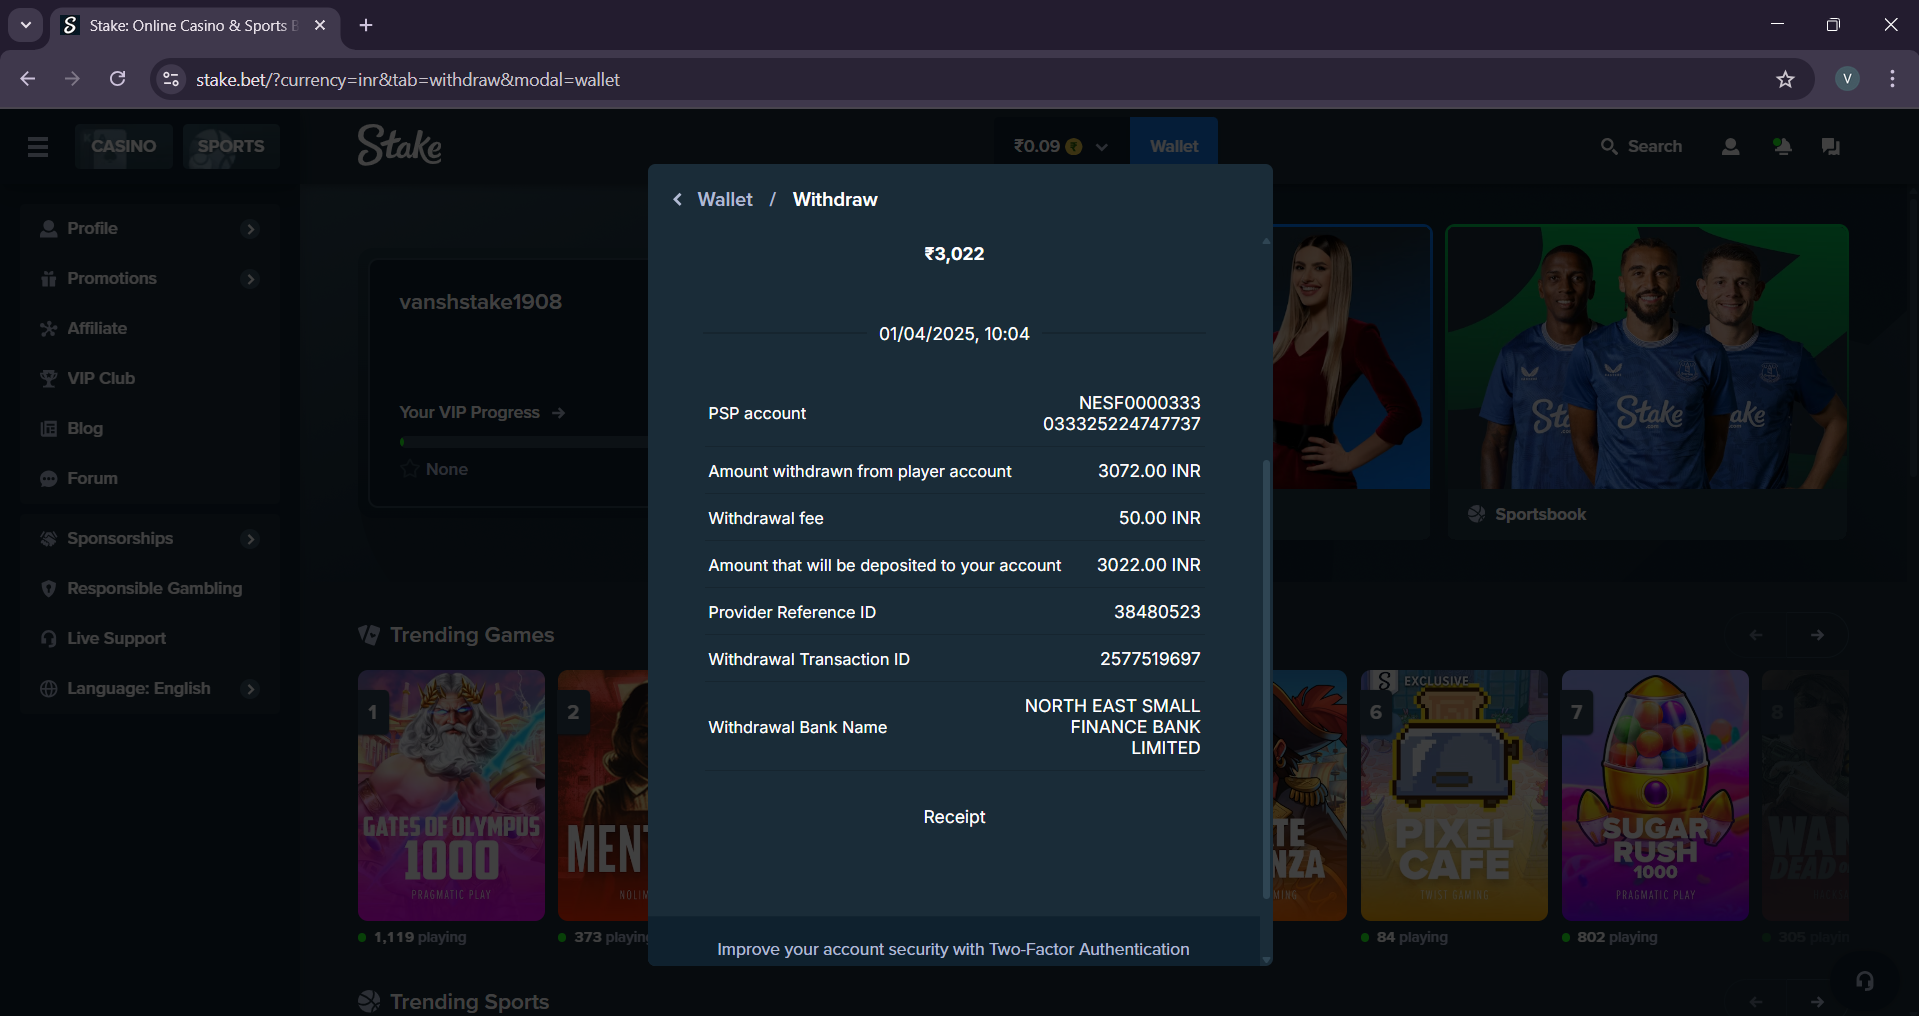 Stake: Online Casino & Sports B
stake.bet/?currency=inr&tab=withdraw&modal=wallet
V
CASINO
SPORTS
Stake
₹0.09
Wallet
Search
Profile
Promotions
Affiliate
VIP Club
Blog
Forum
Sponsorships
Responsible Gambling
Live Support
Language: English
vanshstake1908
Your VIP Progress
None
Wallet / Withdraw
₹3,022
01/04/2025, 10:04
PSP account
NESF0000333
033325224747737
Amount withdrawn from player account 3072.00 INR
Withdrawal fee 50.00 INR
Amount that will be deposited to your account 3022.00 INR
Provider Reference ID 38480523
Withdrawal Transaction ID 2577519697
Withdrawal Bank Name
NORTH EAST SMALL
FINANCE BANK
LIMITED
Receipt
Improve your account security with Two-Factor Authentication
Stake
Sportsbook
Trending Games
1
GATES OF OLYMPUS
1000
PRAGMATIC PLAY
1,119 playing
2
MEN
373 playing
6
EXCLUSIVE
PIXEL
CAFE
TWIST GAMING
84 playing
7
SUGAR
RUSH
1000
PRAGMATIC PLAY
802 playing
8
305 playin
Trending Sports